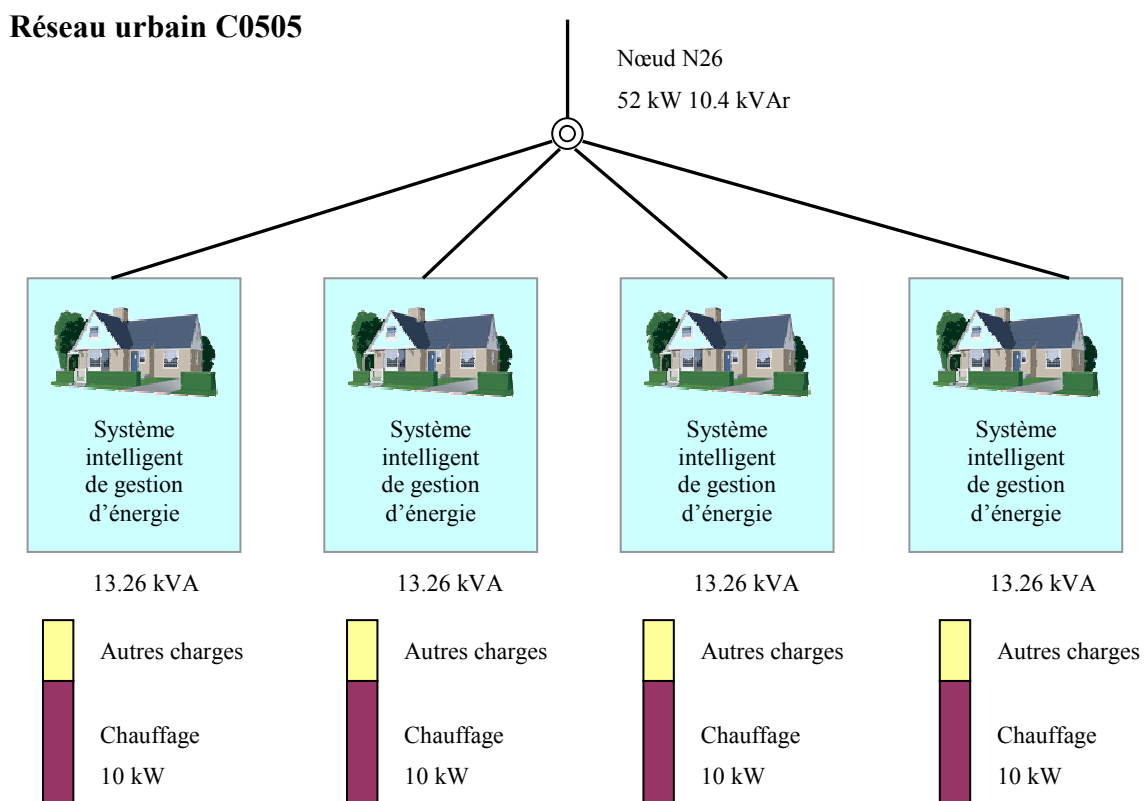 Réseau urbain C0505
Nœud N26
52 kW 10.4 kVAr
Système
intelligent
de gestion
d’énergie
Système
intelligent
de gestion
d’énergie
Système
intelligent
de gestion
d’énergie
Système
intelligent
de gestion
d’énergie
13.26 kVA
13.26 kVA
13.26 kVA
13.26 kVA
Autres charges
Autres charges
Autres charges
Autres charges
Chauffage
10 kW
Chauffage
10 kW
Chauffage
10 kW
Chauffage
10 kW